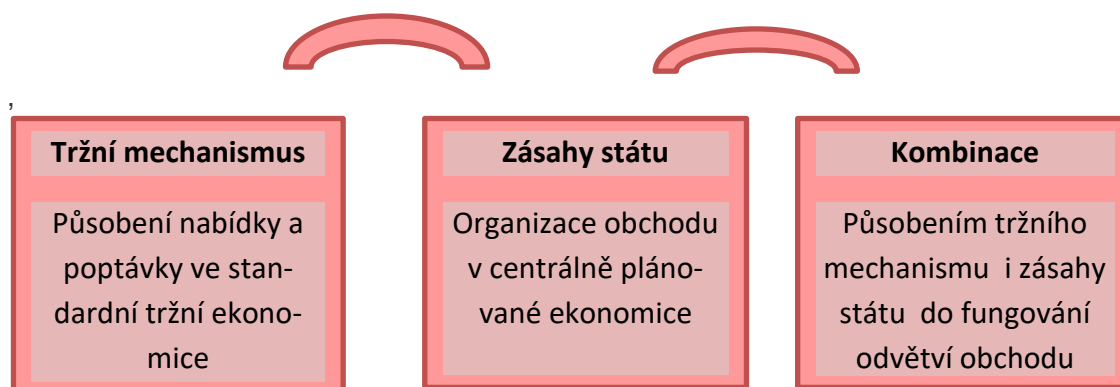 ,
Tržní mechanismus
Působení nabídky a
poptávky ve stan-
dardní tržní ekono-
mice
Zásahy státu
Organizace obchodu
v centrálně pláno-
vané ekonomice
Kombinace
Působením tržního
mechanismu  i zásahy
státu  do fungování
odvětví obchodu